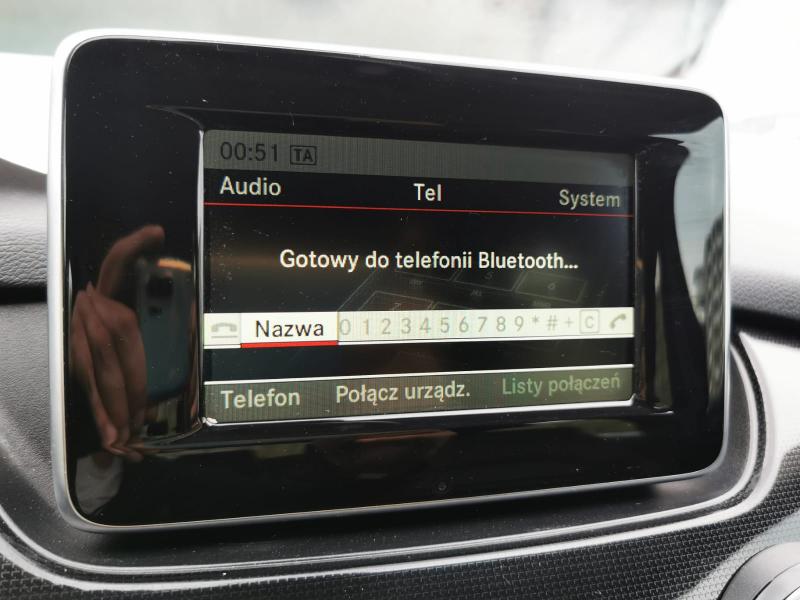 00:51 TA
Audio Tel System
Gotowy do telefonii Bluetooth...
Nazwa 0 1 2 3 4 5 6 7 8 9 * # + C
Telefon Połącz urządz. Listy połączeń